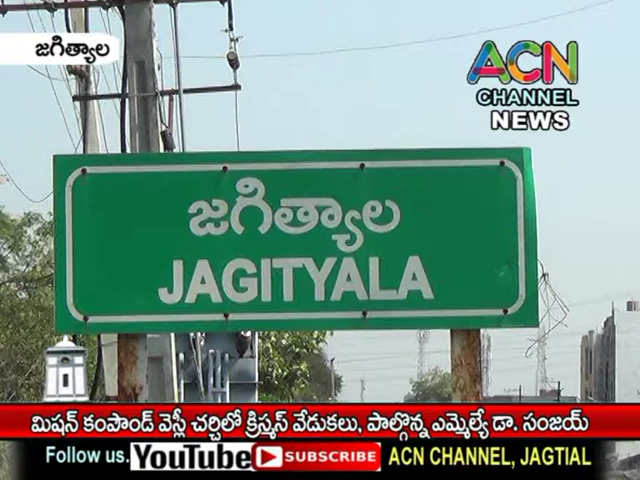 జగిత్యాల
ACN
CHANNEL
NEWS
జగిత్యాల
JAGITYALA
మిషన్ కంపౌండ్ వెస్లీ చర్చిలో క్రిస్మస్ వేడుకలు, పాల్గొన్న ఎమ్మెల్యే డా. సంజయ్
Follow us. YouTube SUBSCRIBE ACN CHANNEL, JAGTIAL